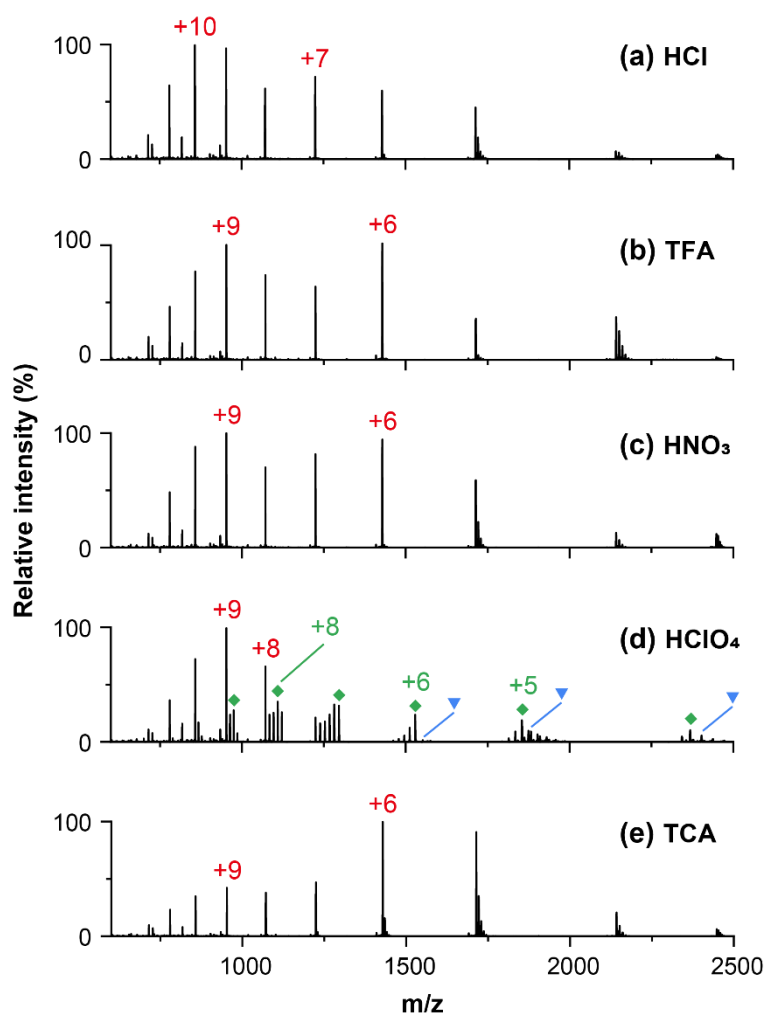 +10
+7
(a) HCl
100
0
+9
+6
(b) TFA
100
0
+9
+6
(c) HNO₃
100
0
Relative intensity (%)
+9
+8
+8
+6
+5
(d) HClO₄
100
0
+6
+9
(e) TCA
100
0
1000 1500 2000 2500
m/z